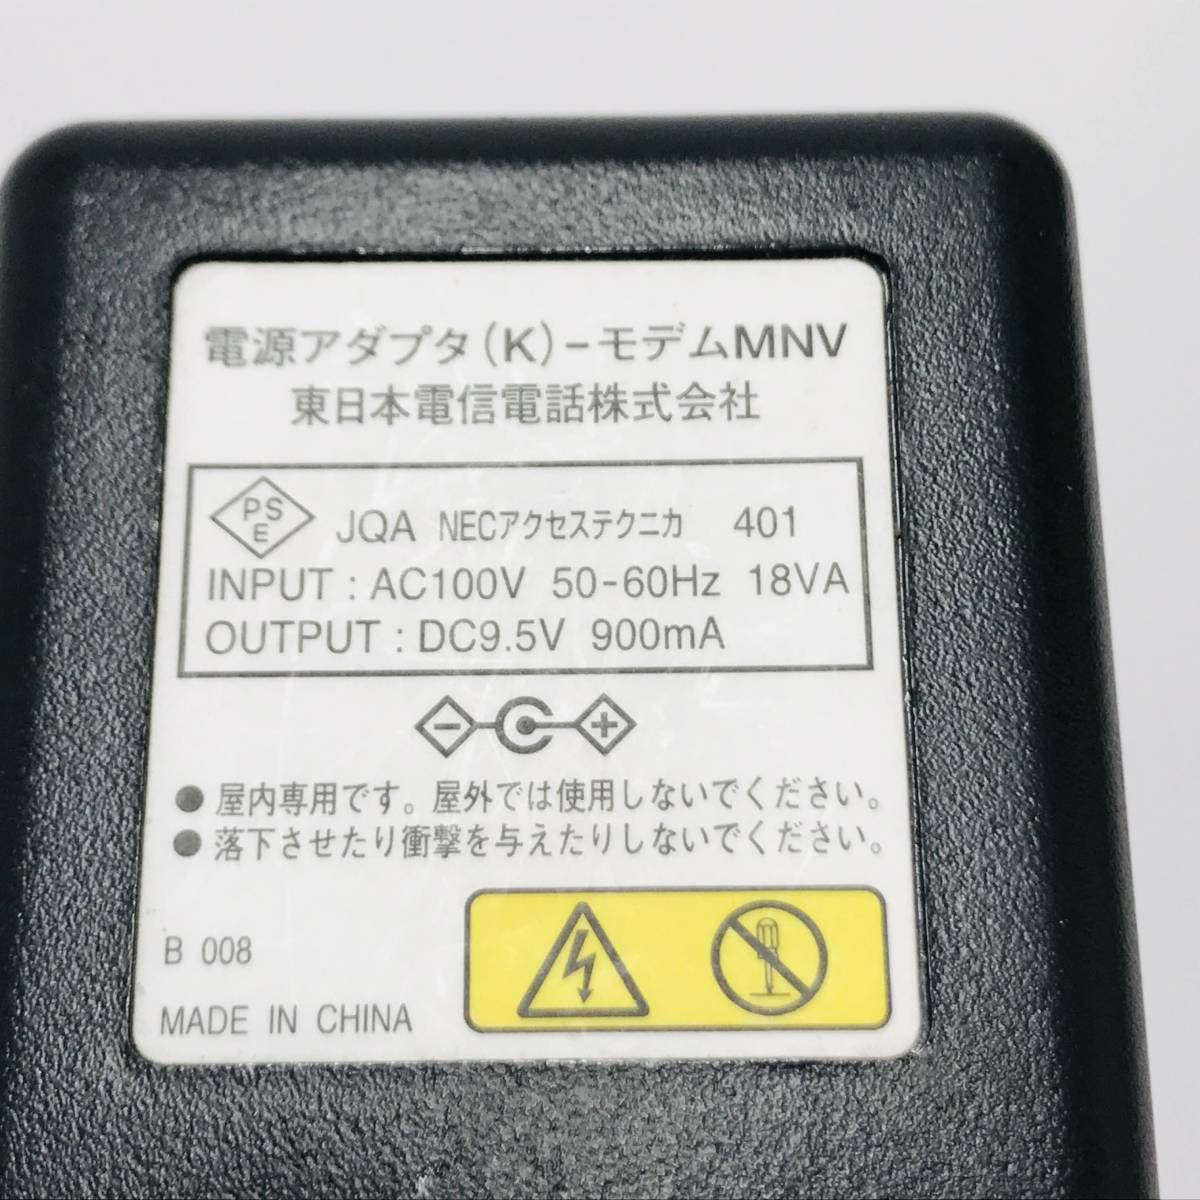 電源アダプタ(K)-モデムMNV
東日本電信電話株式会社
PS
E
JQA NECアクセステクニカ 401
INPUT : AC100V 50-60Hz 18VA
OUTPUT : DC9.5V 900mA
- +
● 屋内専用です。屋外では使用しないでください。
● 落下させたり衝撃を与えたりしないでください。
B 008
MADE IN CHINA